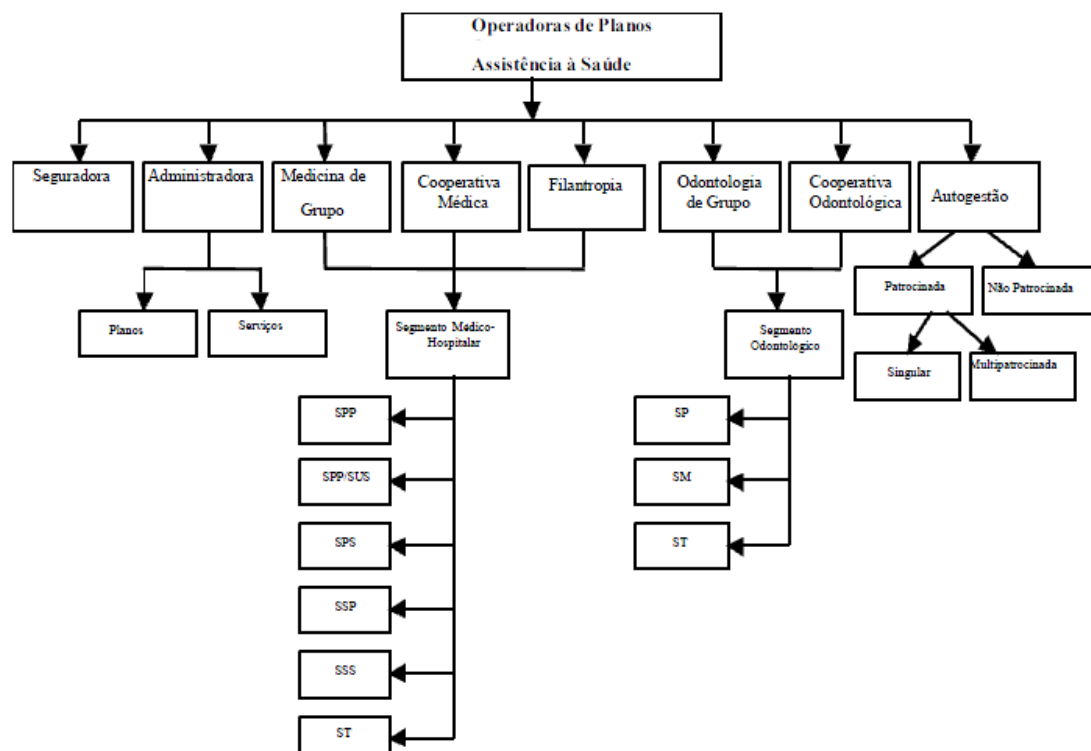 Operadoras de Planos
Assistência à Saúde
Seguradora
Administradora
Medicina de
Grupo
Cooperativa
Médica
Filantropia
Odontologia
de Grupo
Cooperativa
Odontológica
Autogestão
Planos
Serviços
Segmento Médico-
Hospitalar
Segmento
Odontológico
Patrocinada
Não Patrocinada
Singular
Multipatrocinada
SPP
SPP/SUS
SPS
SSP
SSS
ST
SP
SM
ST